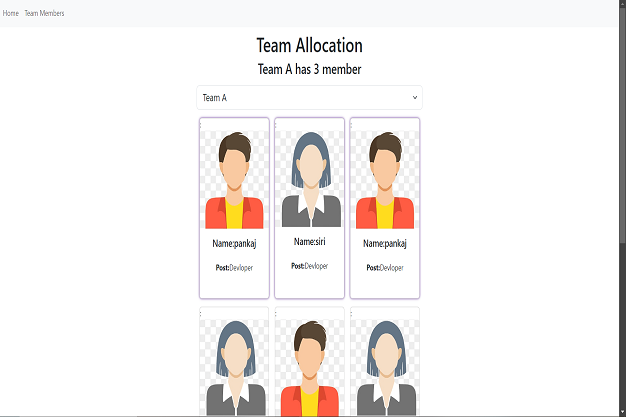 Home Team Members
Team Allocation
Team A has 3 member
Team A
: : :
Name:pankaj Name:siri Name:pankaj
Post:Devloper Post:Devloper Post:Devloper
: : :